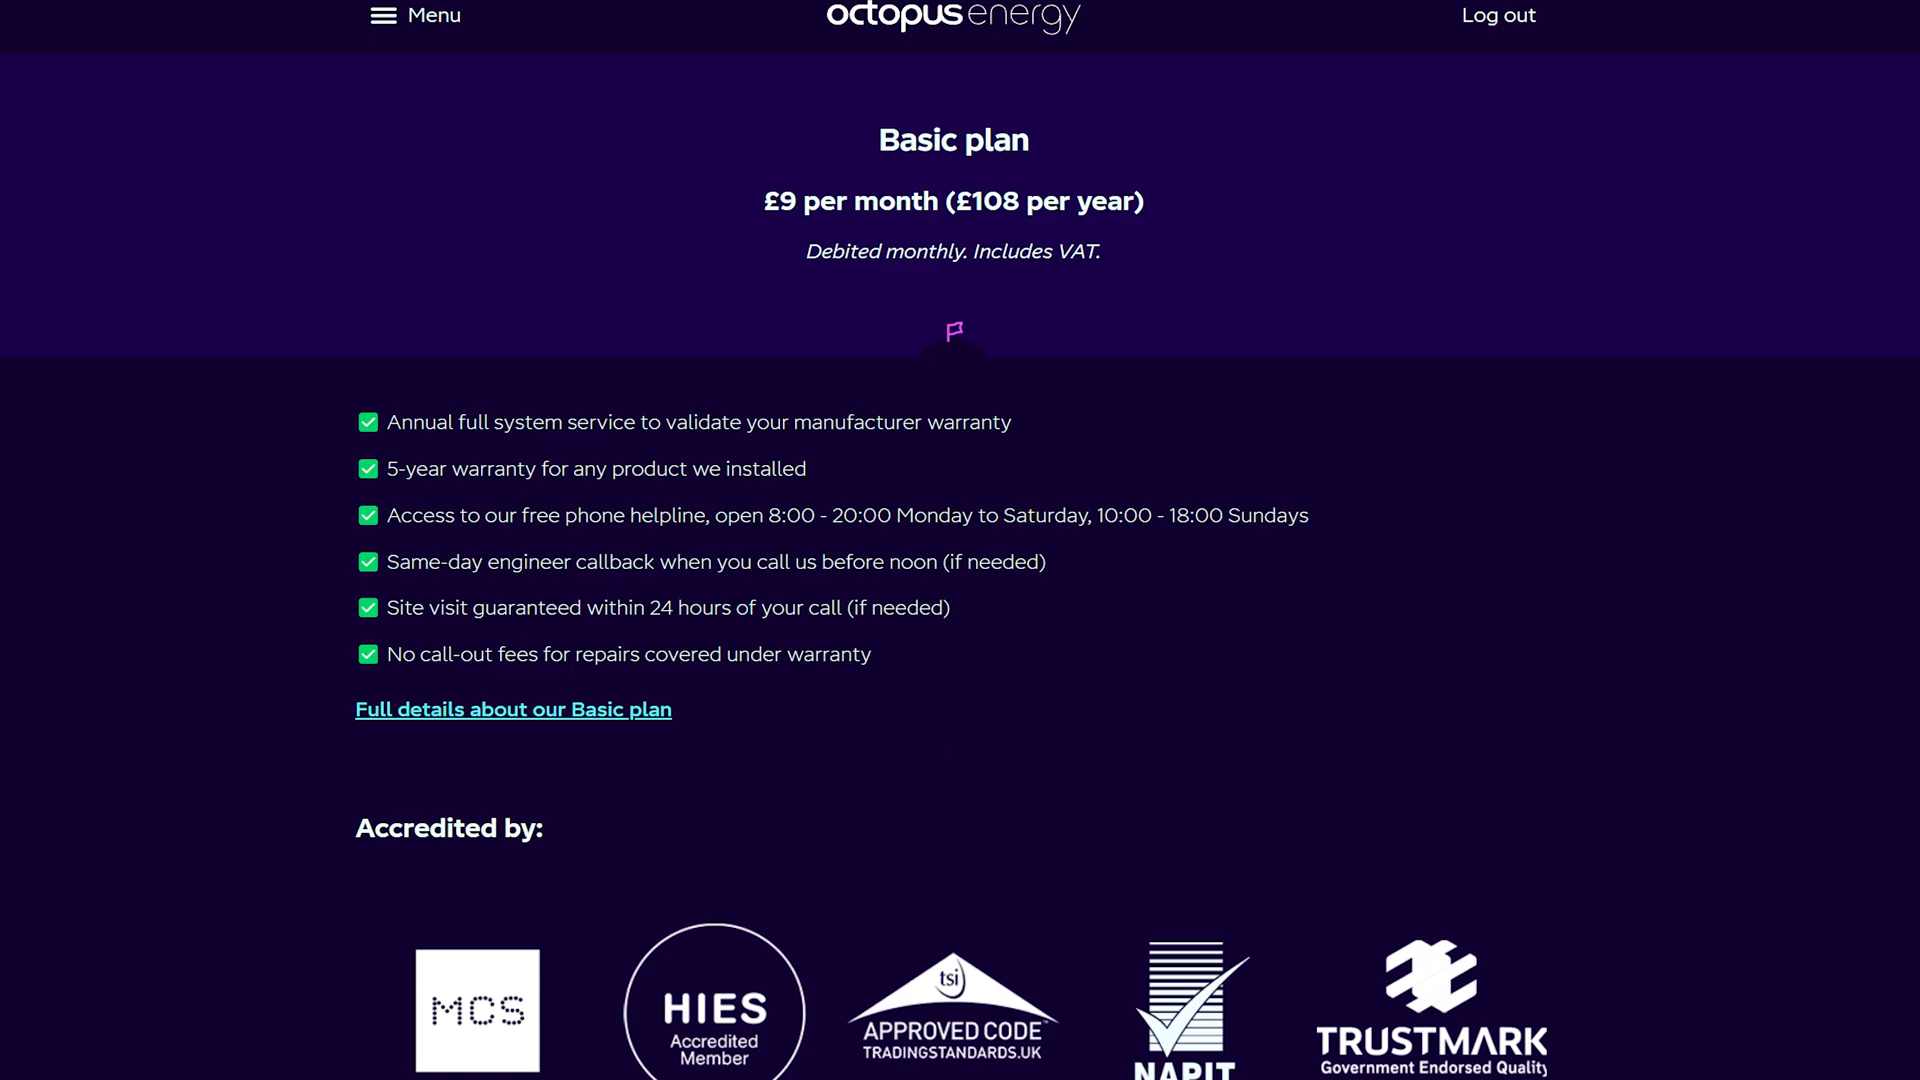 Menu
octopus energy
Log out
Basic plan
£9 per month (£108 per year)
Debited monthly. Includes VAT.
Annual full system service to validate your manufacturer warranty
5-year warranty for any product we installed
Access to our free phone helpline, open 8:00 - 20:00 Monday to Saturday, 10:00 - 18:00 Sundays
Same-day engineer callback when you call us before noon (if needed)
Site visit guaranteed within 24 hours of your call (if needed)
No call-out fees for repairs covered under warranty
Full details about our Basic plan
Accredited by:
MCS
HIES
Accredited
Member
tsi
APPROVED CODE™
TRADINGSTANDARDS.UK
NAPIT
TRUSTMARK
Government Endorsed Quality